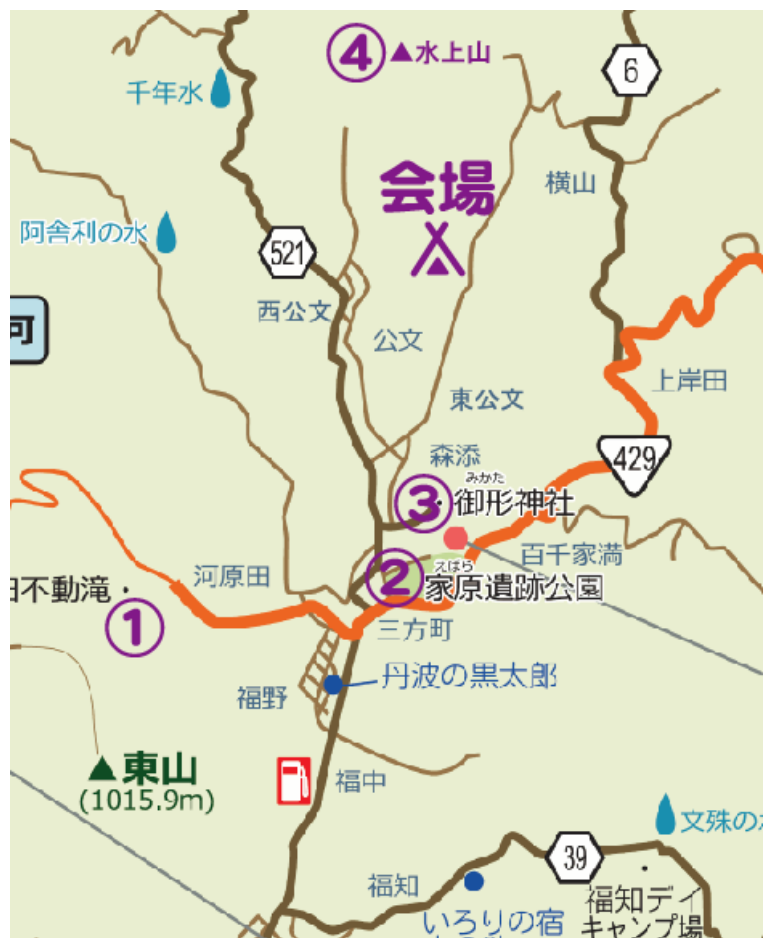 ④ ▲水上山
6
千年水
会場
横山
阿舎利の水
521
西公文
可
公文
上岸田
東公文
森添
429
みかた
③ 御形神社
百千家満
河原田
えばら
② 家原遺跡公園
田不動滝・
①
三方町
丹波の黒太郎
福野
▲東山
(1015.9m)
福中
文殊の
39
福知
福知デイ
キャンプ場
いろりの宿